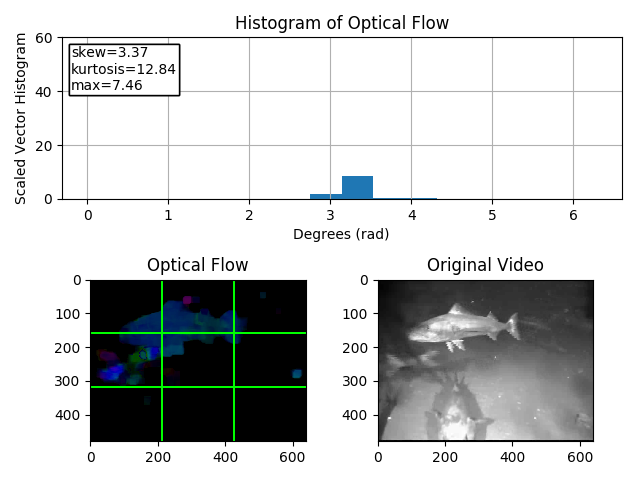 Histogram of Optical Flow
60
40
20
0
Scaled Vector Histogram
skew=3.37
kurtosis=12.84
max=7.46
0 1 2 3 4 5 6
Degrees (rad)
Optical Flow
0
100
200
300
400
0 200 400 600
Original Video
0
100
200
300
400
0 200 400 600